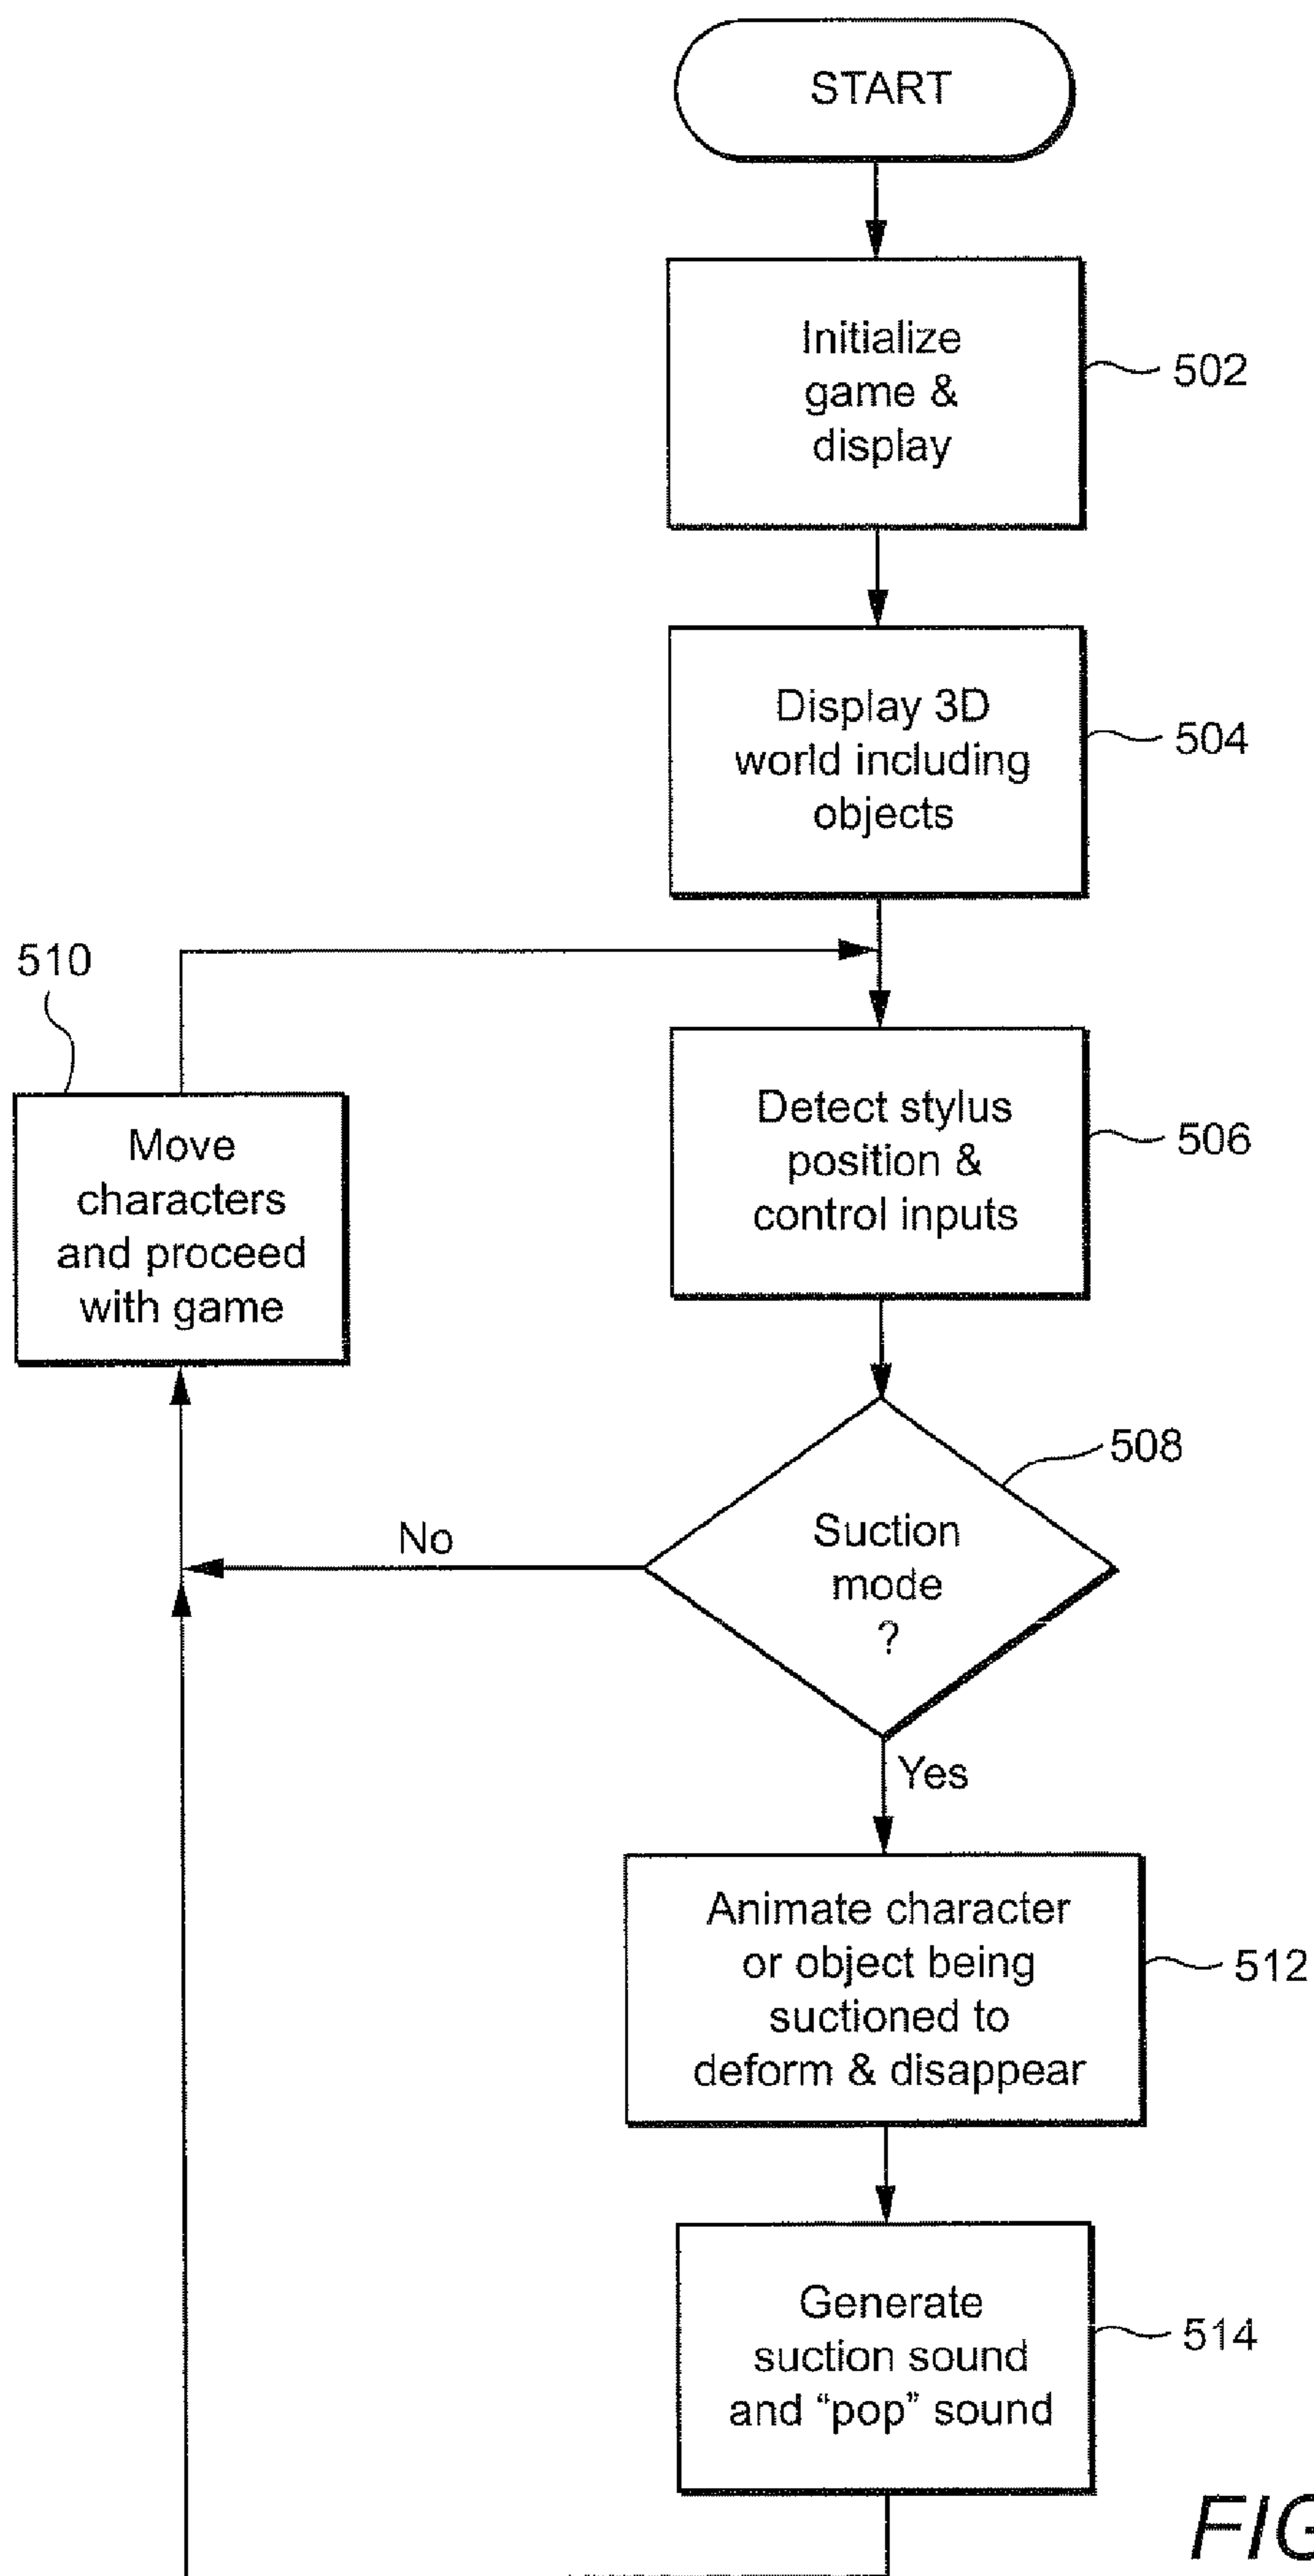 START
Initialize
game &
display
502
Display 3D
world including
objects
504
510
Move
characters
and proceed
with game
Detect stylus
position &
control inputs
506
508
Suction
mode
?
No
Yes
Animate character
or object being
suctioned to
deform & disappear
512
Generate
suction sound
and “pop” sound
514
FIG